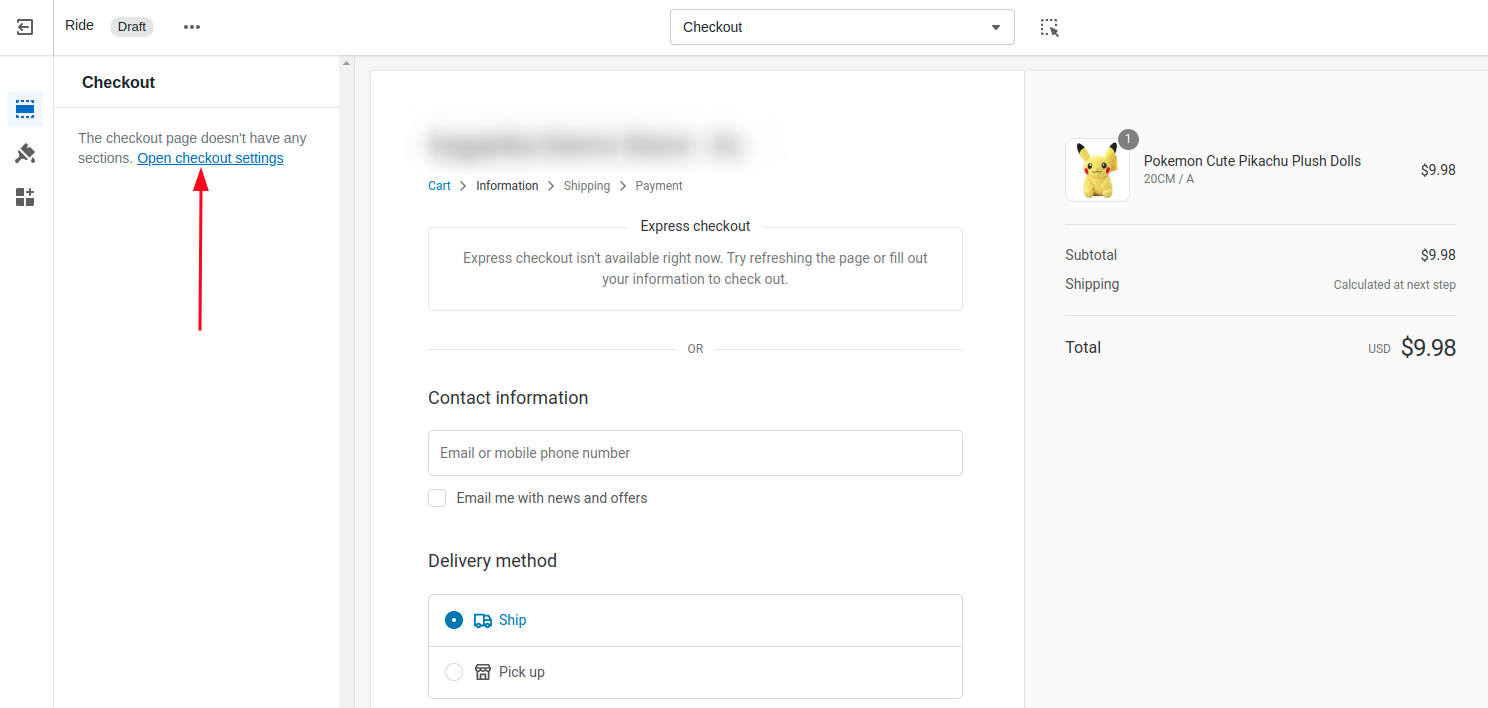 Ride Draft
Checkout
Checkout
The checkout page doesn't have any
sections. Open checkout settings
Cart Information Shipping Payment
Express checkout
Express checkout isn't available right now. Try refreshing the page or fill out
your information to check out.
OR
Contact information
Email or mobile phone number
Email me with news and offers
Delivery method
Ship
Pick up
1
Pokemon Cute Pikachu Plush Dolls
20CM / A
$9.98
Subtotal $9.98
Shipping Calculated at next step
Total USD $9.98